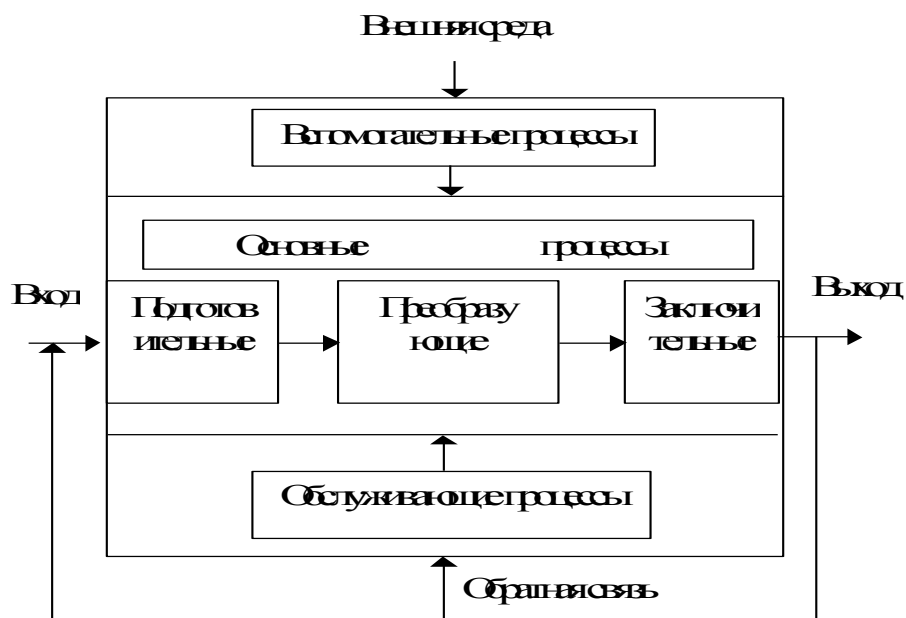 Внешняя среда
Вспомогательные процессы
Основные процессы
Вход
Подготов
ительные
Преобразу
ющие
Заключи
тельные
Выход
Обслуживающие процессы
Обратная связь